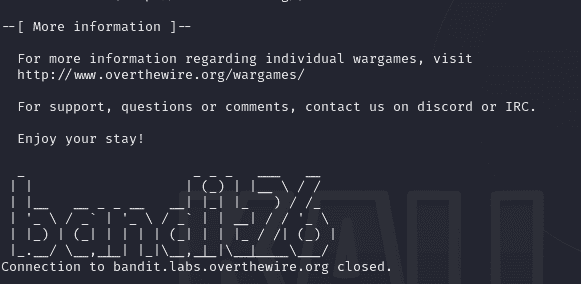 --[ More information ]--
For more information regarding individual wargames, visit
http://www.overthewire.org/wargames/
For support, questions or comments, contact us on discord or IRC.
Enjoy your stay!
bandit26
Connection to bandit.labs.overthewire.org closed.